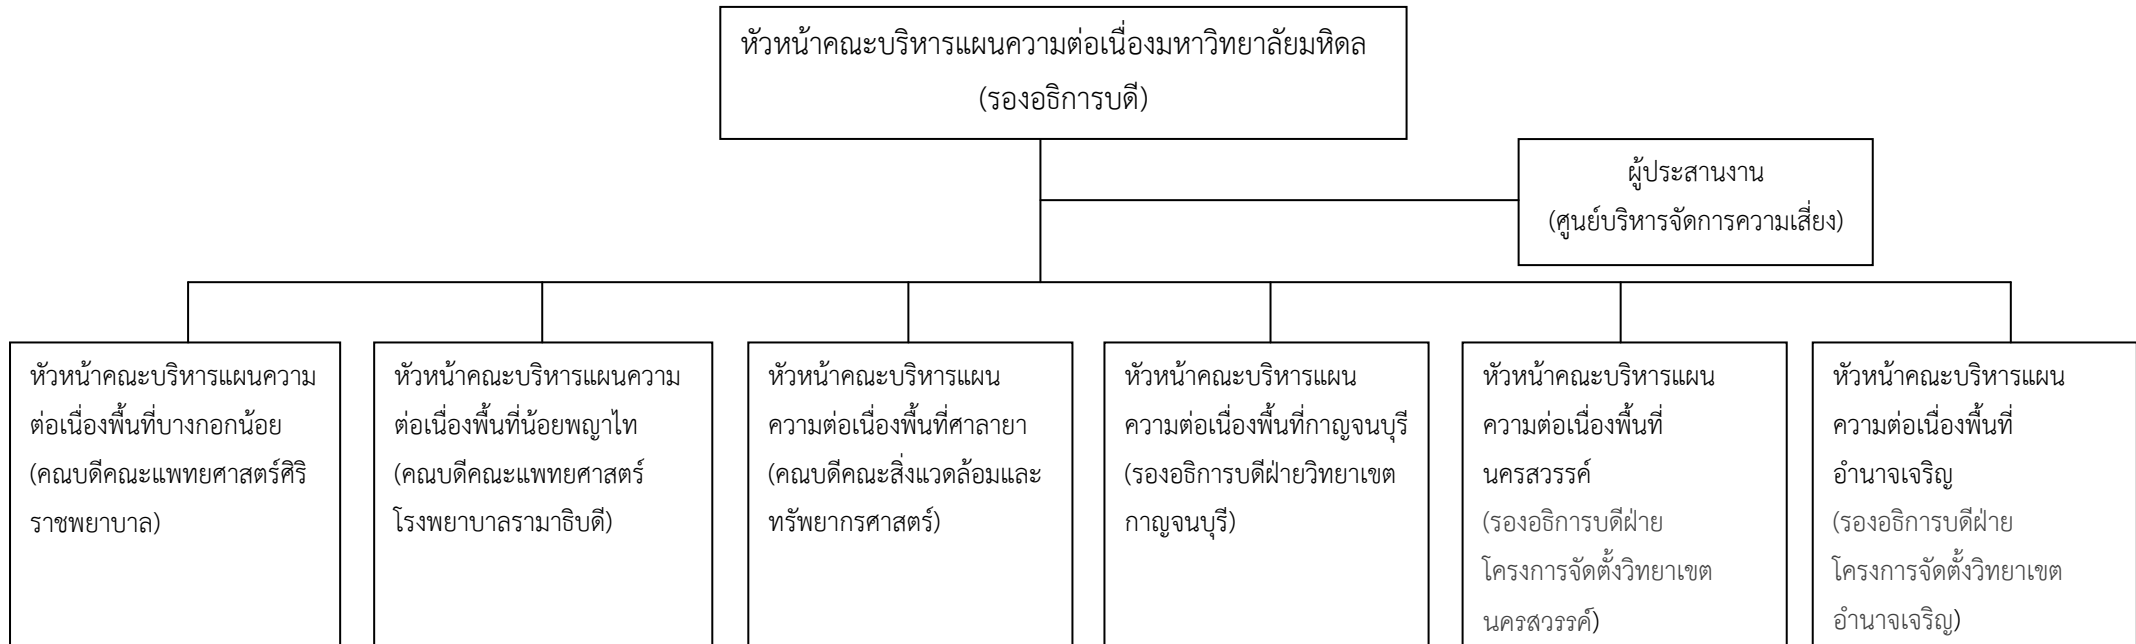 หัวหน้าคณะบริหารแผนความต่อเนื่องมหาวิทยาลัยมหิดล
(รองอธิการบดี)
ผู้ประสานงาน
(ศูนย์บริหารจัดการความเสี่ยง)
หัวหน้าคณะบริหารแผนความ
ต่อเนื่องพื้นที่บางกอกน้อย
(คณบดีคณะแพทยศาสตร์ศิริ
ราชพยาบาล)
หัวหน้าคณะบริหารแผนความ
ต่อเนื่องพื้นที่น้อยพญาไท
(คณบดีคณะแพทยศาสตร์
โรงพยาบาลรามาธิบดี)
หัวหน้าคณะบริหารแผน
ความต่อเนื่องพื้นที่ศาลายา
(คณบดีคณะสิ่งแวดล้อมและ
ทรัพยากรศาสตร์)
หัวหน้าคณะบริหารแผน
ความต่อเนื่องพื้นที่กาญจนบุรี
(รองอธิการบดีฝ่ายวิทยาเขต
กาญจนบุรี)
หัวหน้าคณะบริหารแผน
ความต่อเนื่องพื้นที่
นครสวรรค์
(รองอธิการบดีฝ่าย
โครงการจัดตั้งวิทยาเขต
นครสวรรค์)
หัวหน้าคณะบริหารแผน
ความต่อเนื่องพื้นที่
อำนาจเจริญ
(รองอธิการบดีฝ่าย
โครงการจัดตั้งวิทยาเขต
อำนาจเจริญ)